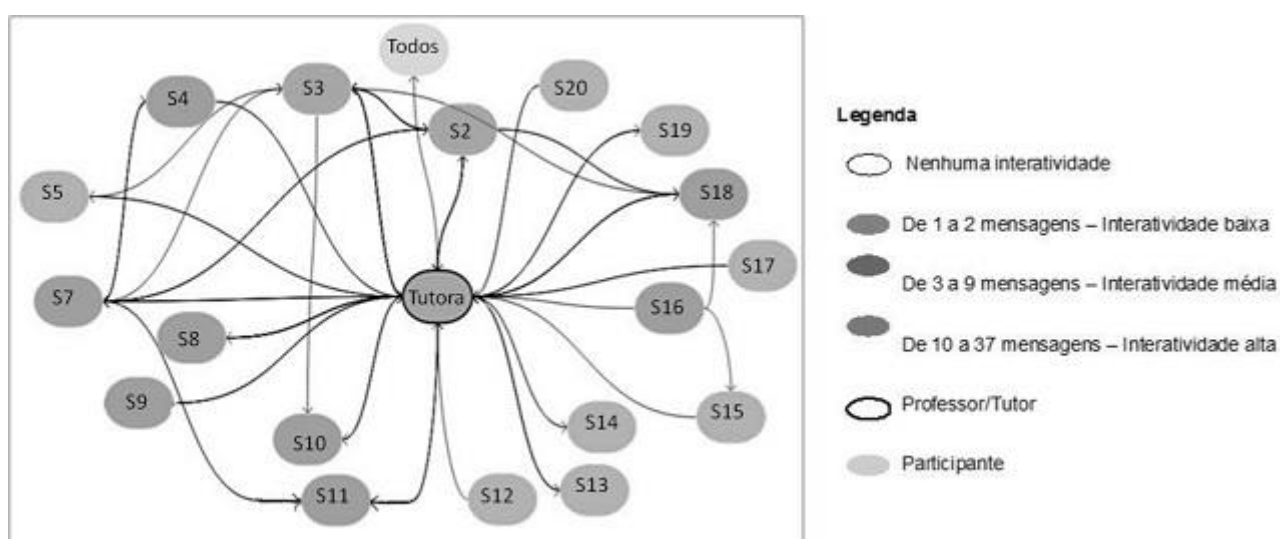 Todos
S3
S20
S4
S2
S19
S5
S18
S17
S7
Tutora
S16
S8
S9
S15
S10
S14
S11
S12
S13
Legenda
Nenhuma interatividade
De 1 a 2 mensagens – Interatividade baixa
De 3 a 9 mensagens – Interatividade média
De 10 a 37 mensagens – Interatividade alta
Professor/Tutor
Participante